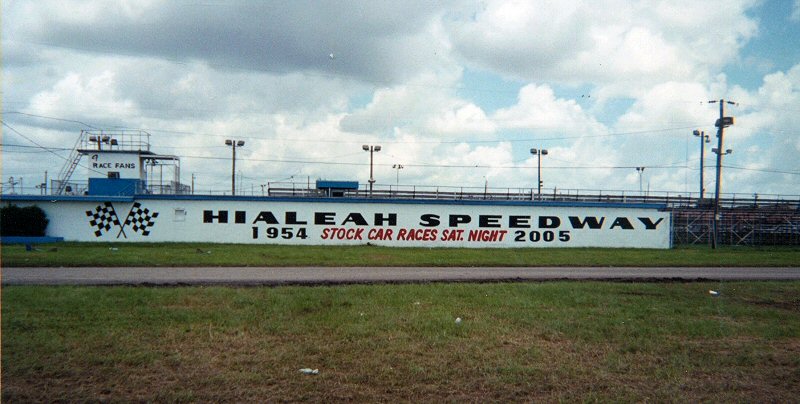 RACE FANS
HIALEAH SPEEDWAY
1954 STOCK CAR RACES SAT. NIGHT 2005